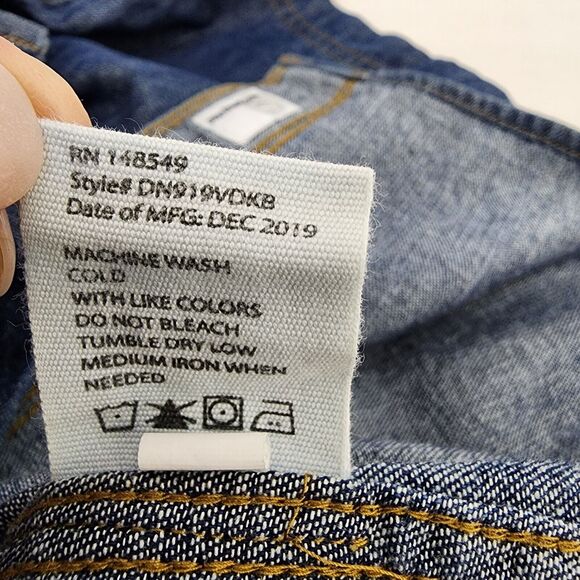 RN 148549
Style# DN919VDKB
Date of MFG: DEC 2019
MACHINE WASH
COLD
WITH LIKE COLORS
DO NOT BLEACH
TUMBLE DRY LOW
MEDIUM IRON WHEN
NEEDED